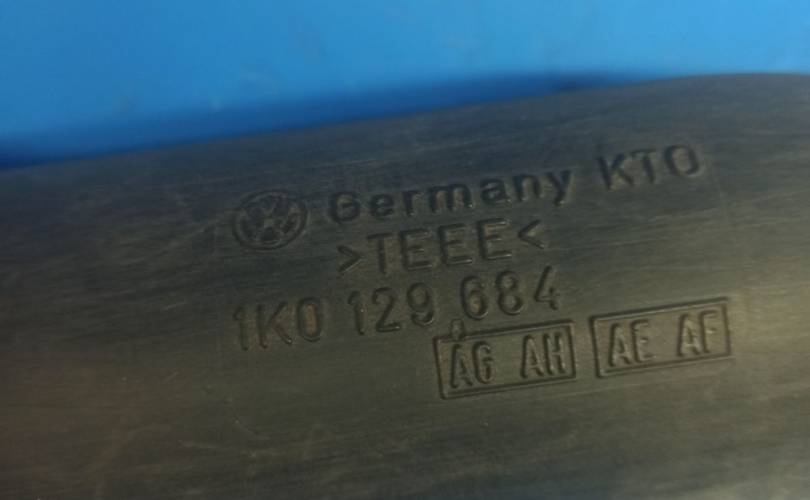 Germany KTO
>TEEE<
1K0 129 684
AG AH AE AF